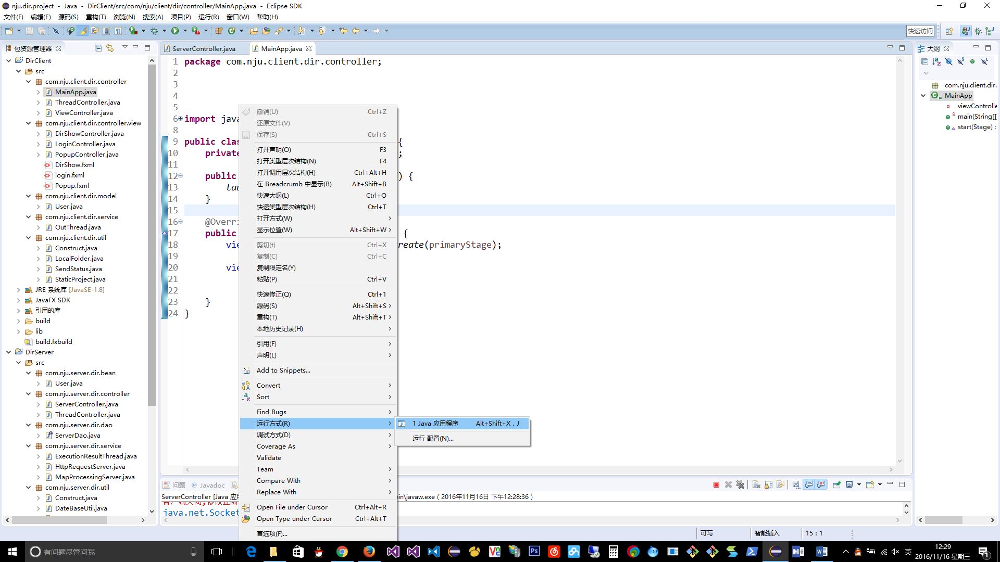 nju.dir.project - Java - DirClient/src/com/nju/client/dir/controller/MainApp.java - Eclipse SDK
文件(F) 编辑(E) 源码(S) 重构(T) 浏览(N) 搜索(A) 项目(P) 运行(R) 窗口(W) 帮助(H)
快速访问
包资源管理器
DirClient
src
com.nju.client.dir.controller
MainApp.java
ThreadController.java
ViewController.java
com.nju.client.dir.controller.view
DirShowController.java
LoginController.java
PopupController.java
DirShow.fxml
login.fxml
Popup.fxml
com.nju.client.dir.model
User.java
com.nju.client.dir.service
OutThread.java
com.nju.client.dir.util
Construct.java
LocalFolder.java
SendStatus.java
StaticProject.java
JRE 系统库 [JavaSE-1.8]
JavaFX SDK
引用的库
build
lib
build.fxbuild
DirServer
src
com.nju.server.dir.bean
User.java
com.nju.server.dir.controller
ServerController.java
ThreadController.java
com.nju.server.dir.dao
ServerDao.java
com.nju.server.dir.service
ExecutionResultThread.java
HttpRequestServer.java
MapProcessingServer.java
com.nju.server.dir.util
Construct.java
DateBaseUtil.java
ServerController.java MainApp.java
1 package com.nju.client.dir.controller;
2
3
4
5
6 import java
8
9 public clas {
10 private ;
11
12 public ) {
13 lau
14 }
15
16 @Overri
17 public {
18 vie reate(primaryStage);
19
20 vie
21
22
23 }
24 }
撤销(U) Ctrl+Z
还原文件(V)
保存(S) Ctrl+S
打开声明(O) F3
打开类型层次结构(N) F4
打开调用层次结构(H) Ctrl+Alt+H
在 Breadcrumb 中显示(B) Alt+Shift+B
快速大纲(L) Ctrl+O
快速类型层次结构(H) Ctrl+T
打开方式(W)
显示位置(W) Alt+Shift+W
剪切(t) Ctrl+X
复制(C) Ctrl+C
复制限定名(Y)
粘贴(P) Ctrl+V
快速修正(Q) Ctrl+1
源码(S) Alt+Shift+S
重构(T) Alt+Shift+T
本地历史记录(H)
引用(F)
声明(L)
Add to Snippets...
Convert
Sort
Find Bugs
运行方式(R)
调试方式(D)
Coverage As
Validate
Team
Compare With
Replace With
Open File under Cursor Ctrl+Alt+R
Open Type under Cursor Ctrl+Alt+T
首选项(F)...
1 Java 应用程序 Alt+Shift+X , J
运行 配置(N)...
大纲
com.nju.client.dir.
MainApp
viewControlle
main(String[]
start(Stage) :
问题 @ Javadoc
ServerController [Java 应 in\javaw.exe ( 2016年11月16日 下午12:28:36 )
java.net.Socket
可写 智能插入 15 : 1
有问题尽管问我
英
12:29
2016/11/16 星期三
1